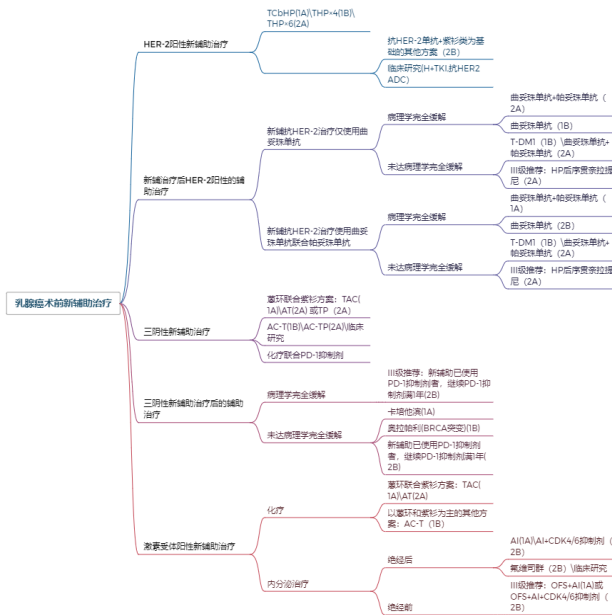 乳腺癌术前新辅助治疗
HER-2阳性新辅助治疗
TCbHP(1A)\THP×4(1B)\
THP×6(2A)
抗HER-2单抗+紫杉类为基
础的其他方案（2B）
临床研究(H+TKI,抗HER2
ADC)
新辅治疗后HER-2阳性的辅
助治疗
新辅抗HER-2治疗仅使用曲
妥珠单抗
病理学完全缓解
曲妥珠单抗+帕妥珠单抗（
2A）
曲妥珠单抗（1B）
未达病理学完全缓解
T-DM1（1B）\曲妥珠单抗+
帕妥珠单抗（2A）
III级推荐：HP后序贯奈拉提
尼（2A）
新辅抗HER-2治疗使用曲妥
珠单抗联合帕妥珠单抗
病理学完全缓解
曲妥珠单抗+帕妥珠单抗（
1A）
曲妥珠单抗（2B）
未达病理学完全缓解
T-DM1（1B）\曲妥珠单抗+
帕妥珠单抗（2A）
III级推荐：HP后序贯奈拉提
尼（2A）
三阴性新辅助治疗
蒽环联合紫杉方案：TAC(
1A)\AT(2A) 或TP（2A）
AC-T(1B)\AC-TP(2A)\临床
研究
化疗联合PD-1抑制剂
三阴性新辅助治疗后的辅助
治疗
病理学完全缓解
III级推荐：新辅助已使用
PD-1抑制剂者，继续PD-1抑
制剂满1年(2B)
未达病理学完全缓解
卡培他滨(1A)
奥拉帕利(BRCA突变)(1B)
新辅助已使用PD-1抑制剂
者，继续PD-1抑制剂满1年(
2B)
激素受体阳性新辅助治疗
化疗
蒽环联合紫杉方案：TAC(
1A)\AT(2A)
以蒽环和紫杉为主的其他方
案：AC-T（1B）
内分泌治疗
绝经后
AI(1A)\AI+CDK4/6抑制剂（
2B）
氟维司群（2B）\临床研究
绝经前
III级推荐：OFS+AI(1A)或
OFS+AI+CDK4/6抑制剂（
2B）